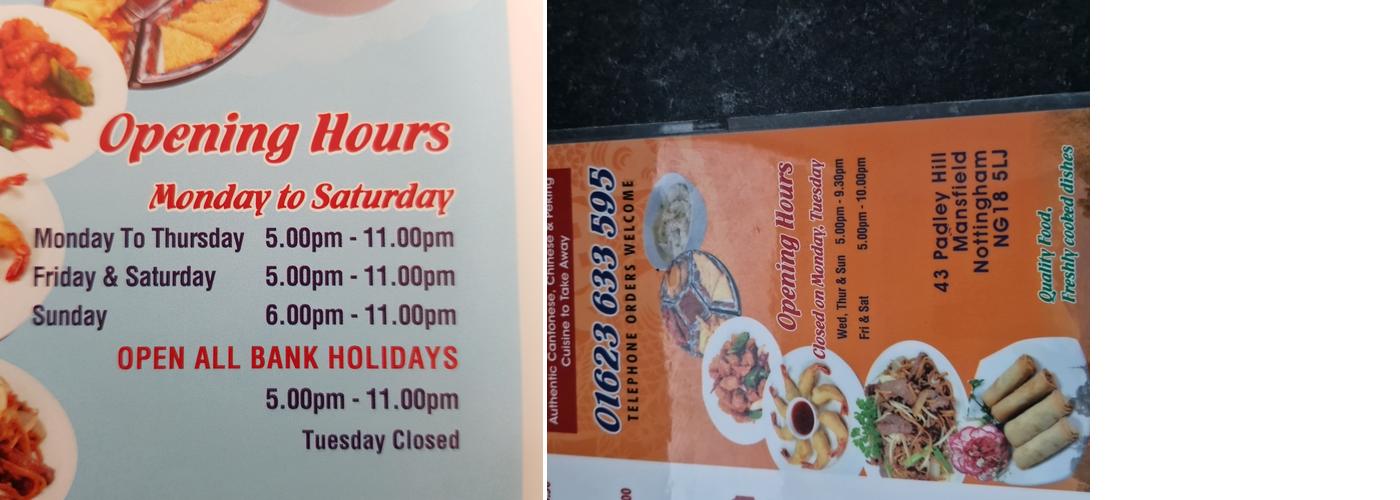 Opening Hours
Monday to Saturday
Monday To Thursday 5.00pm - 11.00pm
Friday & Saturday 5.00pm - 11.00pm
Sunday 6.00pm - 11.00pm
OPEN ALL BANK HOLIDAYS
5.00pm - 11.00pm
Tuesday Closed
Authentic Cantonese, Chinese & Peking
Cuisine to Take Away
01623 633 595
TELEPHONE ORDERS WELCOME
Opening Hours
Closed on Monday, Tuesday
Wed, Thur & Sun 5.00pm - 9.30pm
Fri & Sat 5.00pm - 10.00pm
43 Padley Hill
Mansfield
Nottingham
NG18 5LJ
Quality Food,
Freshly cooked dishes